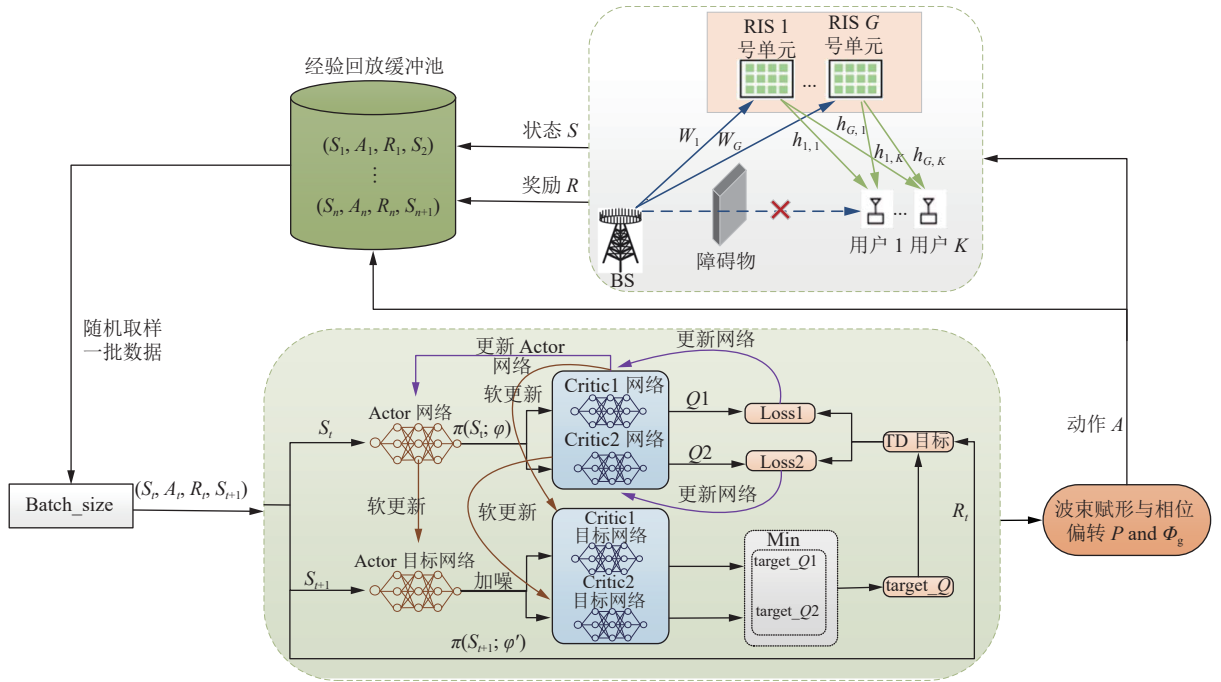 RIS 1
号单元
RIS G
号单元
...
经验回放缓冲池
(S₁, A₁, R₁, S₂)
⋮
(Sₙ, Aₙ, Rₙ, Sₙ₊₁)
状态 S
奖励 R
W₁
W_G
h₁,₁
h_G,₁
h₁,K
h_G,K
...
用户 1
用户 K
障碍物
BS
随机取样
一批数据
动作 A
更新 Actor
网络
更新网络
软更新
Critic1 网络
Critic2 网络
Q1
Q2
Loss1
Loss2
TD 目标
Actor 网络
Sₜ
π(Sₜ; φ)
更新网络
软更新
软更新
Batch_size
(Sₜ, Aₜ, Rₜ, Sₜ₊₁)
Critic1
目标网络
Critic2
目标网络
Min
target_Q1
target_Q2
target_Q
Rₜ
波束赋形与相位
偏转 P and Φ_g
Actor 目标网络
Sₜ₊₁
加噪
π(Sₜ₊₁; φ′)